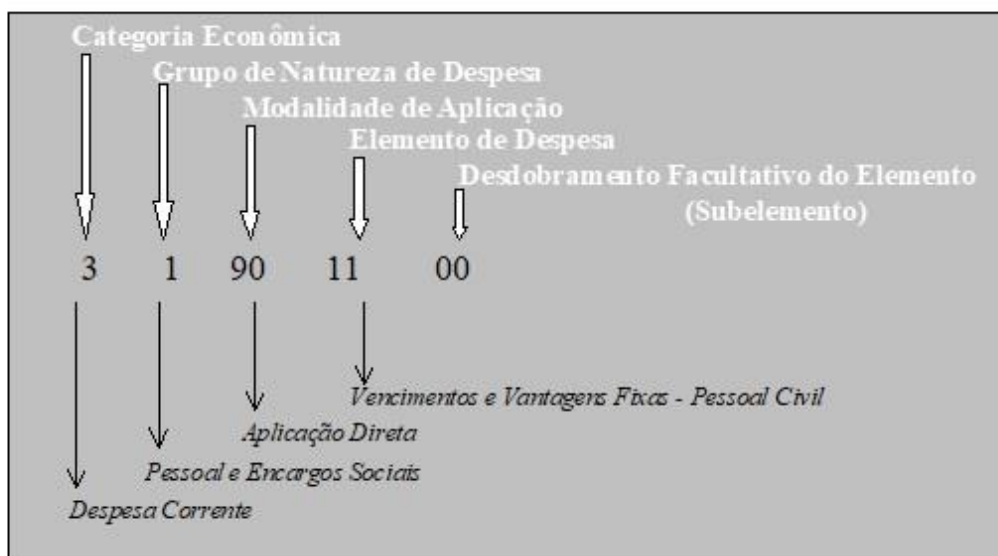 Categoria Econômica
Grupo de Natureza de Despesa
Modalidade de Aplicação
Elemento de Despesa
Desdobramento Facultativo do Elemento
(Subelemento)
3 1 90 11 00
Vencimentos e Vantagens Fixas - Pessoal Civil
Aplicação Direta
Pessoal e Encargos Sociais
Despesa Corrente